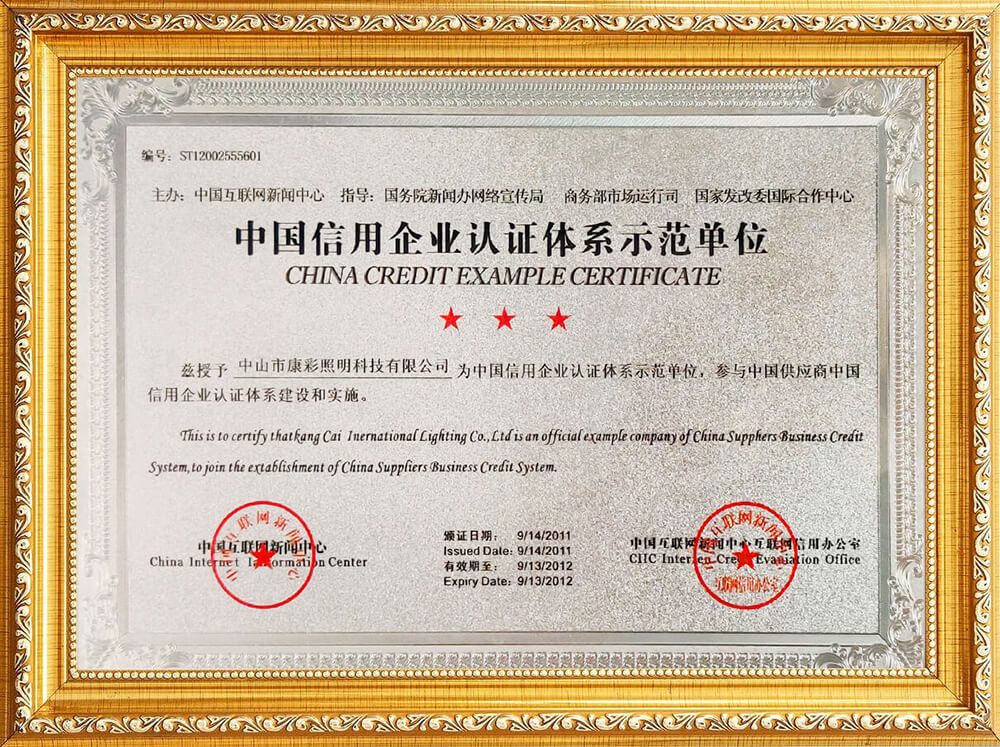 编号：ST12002555601
主办：中国互联网新闻中心 指导：国务院新闻办网络宣传局 商务部市场运行司 国家发改委国际合作中心
中国信用企业认证体系示范单位
CHINA CREDIT EXAMPLE CERTIFICATE
兹授予 中山市康彩照明科技有限公司 为中国信用企业认证体系示范单位，参与中国供应商中国
信用企业认证体系建设和实施。
This is to certify thatkang Cai Inernational Lighting Co.,Ltd is an official example company of China Supphers Business Credit
System,to join the extablishment of China Suppliers Business Credit System.
中国互联网新闻中心
China Internet Information Center
颁证日期： 9/14/2011
Issued Date: 9/14/2011
有效期至： 9/13/2012
Expiry Date: 9/13/2012
中国互联网新闻中心互联网信用办公室
CIIC Credit Office
互联网信用办公室